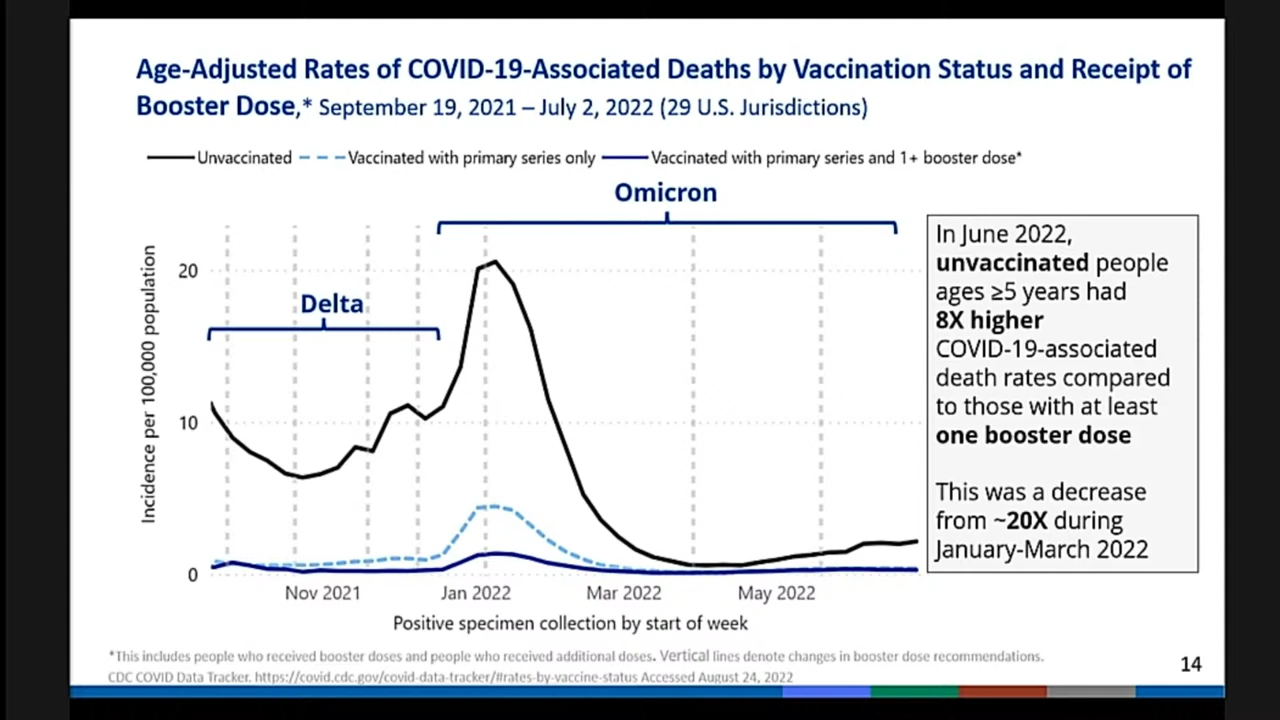 Age-Adjusted Rates of COVID-19-Associated Deaths by Vaccination Status and Receipt of
Booster Dose,* September 19, 2021 – July 2, 2022 (29 U.S. Jurisdictions)
Unvaccinated Vaccinated with primary series only Vaccinated with primary series and 1+ booster dose*
Omicron
Delta
Incidence per 100,000 population
20
10
0
Nov 2021 Jan 2022 Mar 2022 May 2022
Positive specimen collection by start of week
In June 2022,
unvaccinated people
ages ≥5 years had
8X higher
COVID-19-associated
death rates compared
to those with at least
one booster dose
This was a decrease
from ~20X during
January-March 2022
*This includes people who received booster doses and people who received additional doses. Vertical lines denote changes in booster dose recommendations.
CDC COVID Data Tracker. https://covid.cdc.gov/covid-data-tracker/#rates-by-vaccine-status Accessed August 24, 2022
14